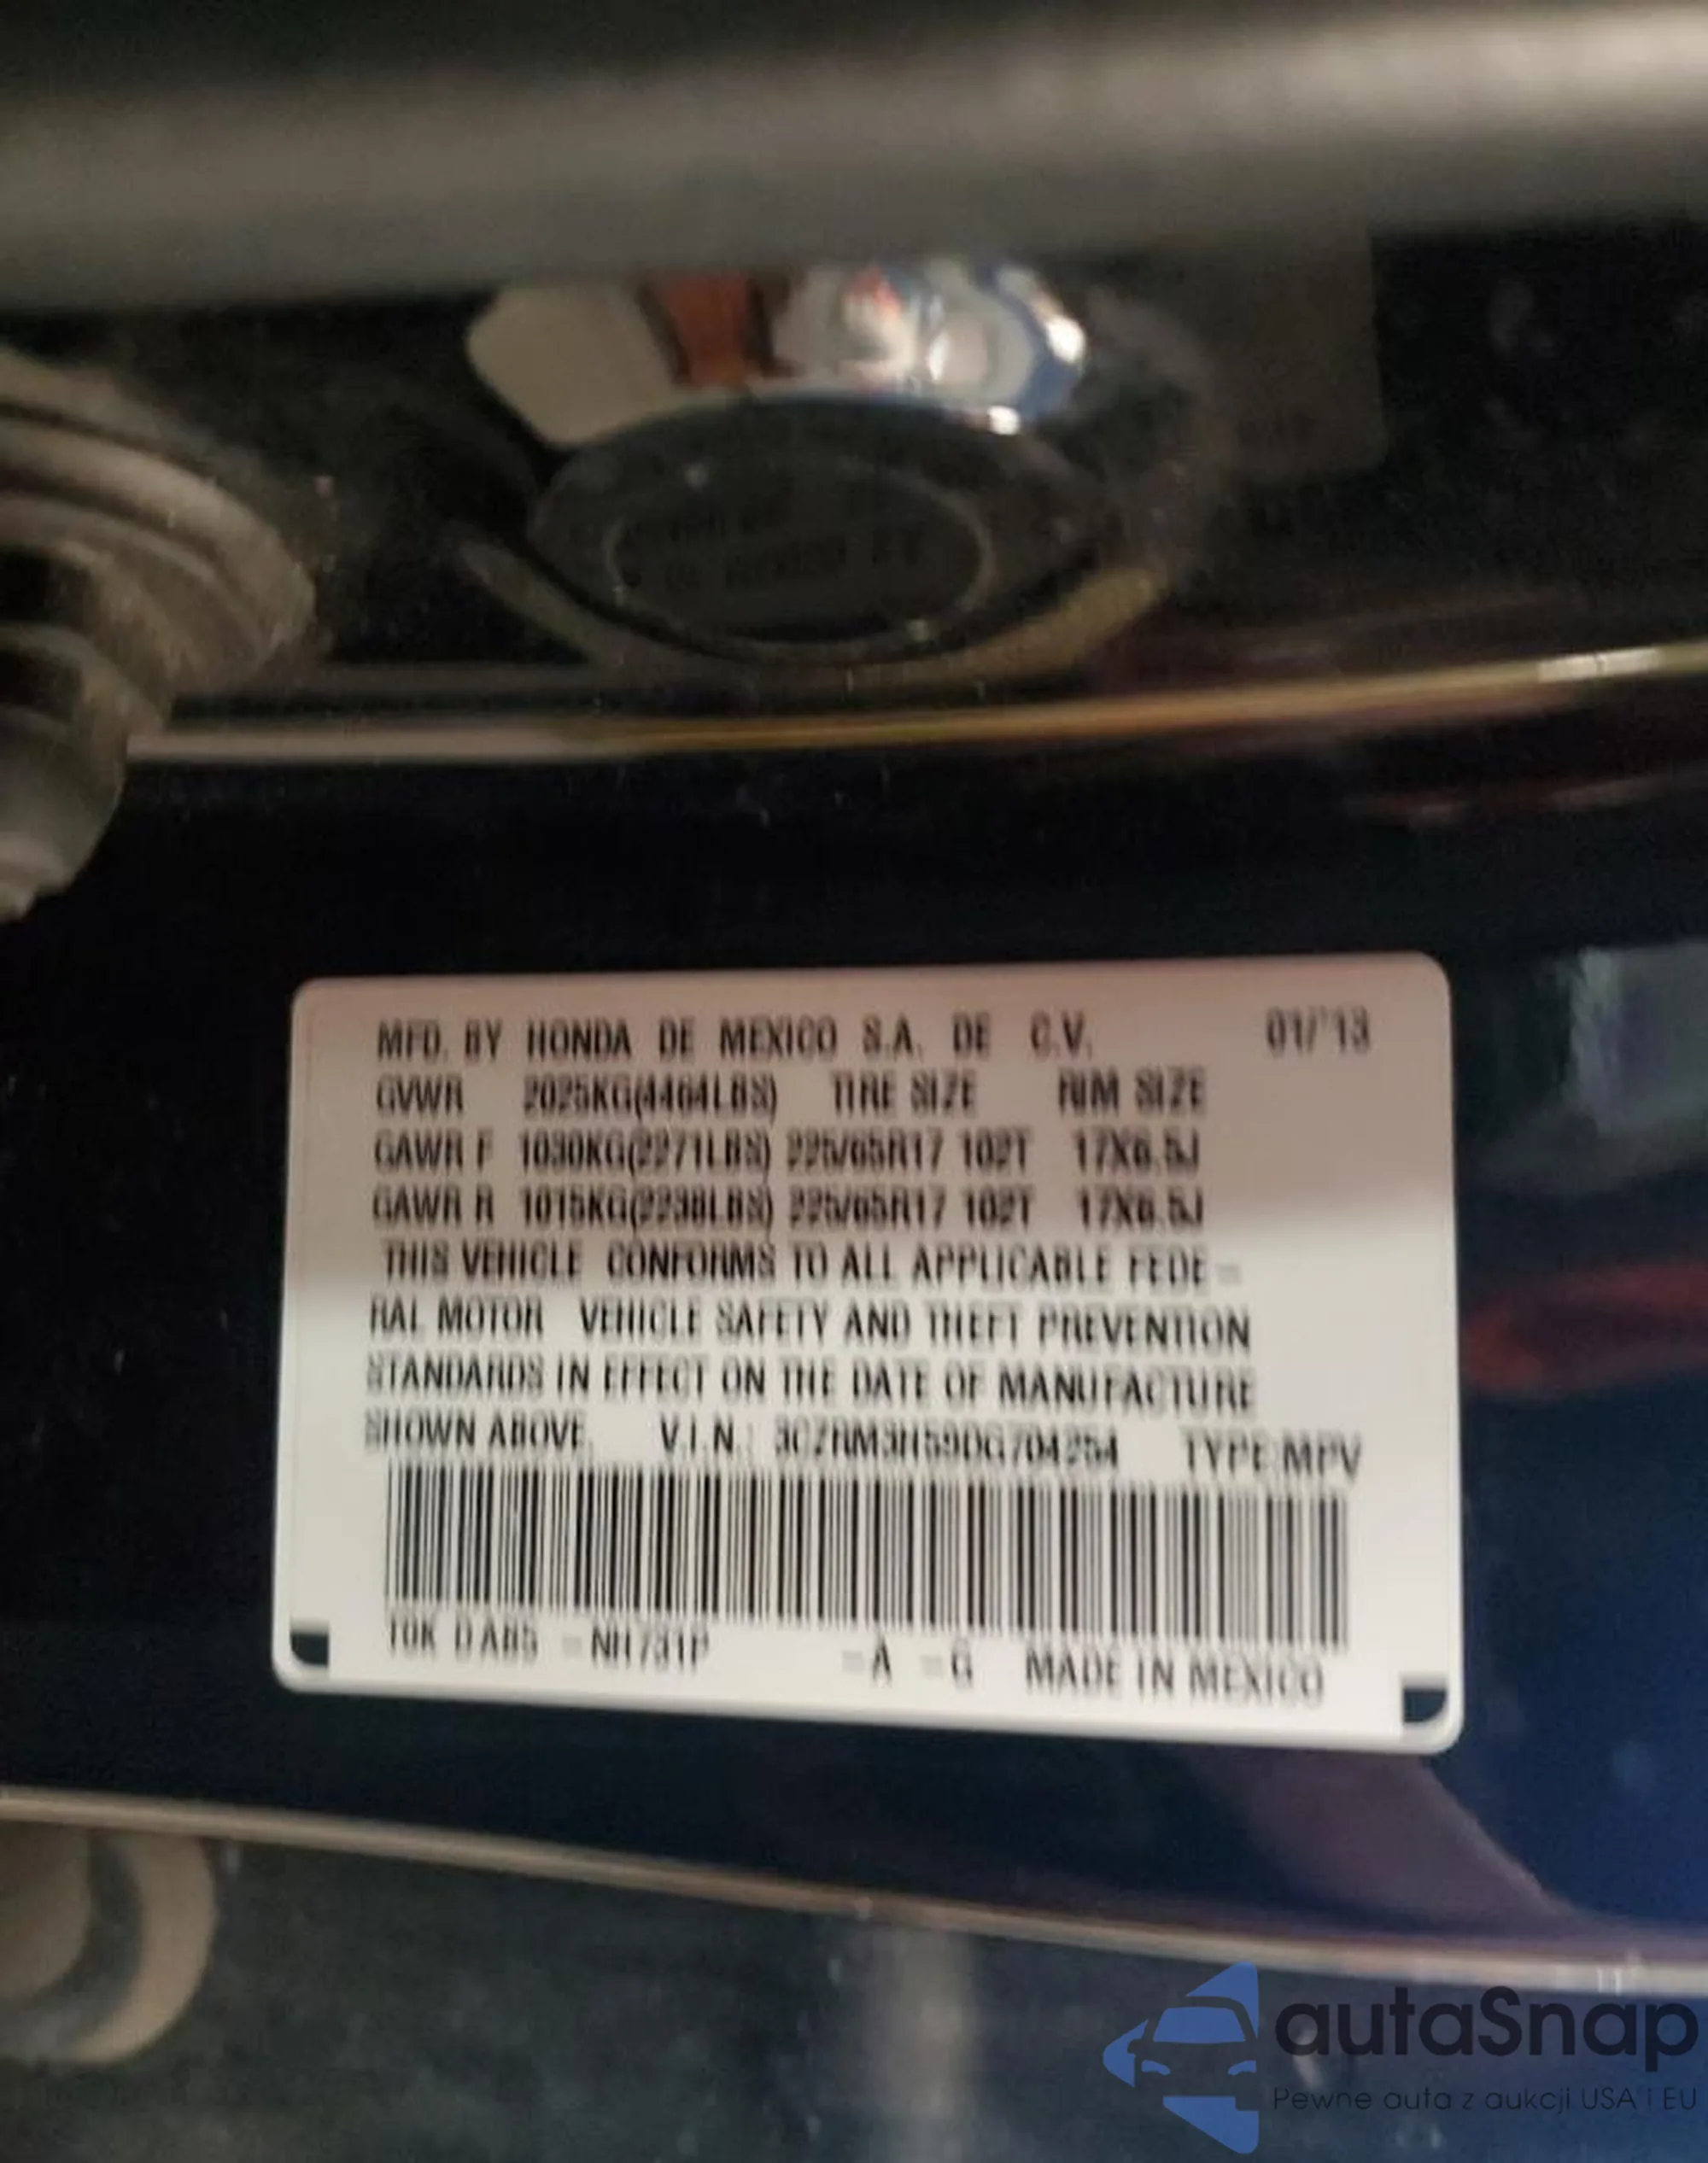 MFD. BY HONDA DE MEXICO S.A. DE C.V. 01/'13
GVWR 2025KG(4464LBS) TIRE SIZE RIM SIZE
GAWR F 1030KG(2271LBS) 225/65R17 102T 17X6.5J
GAWR R 1015KG(2238LBS) 225/65R17 102T 17X6.5J
THIS VEHICLE CONFORMS TO ALL APPLICABLE FEDE-
RAL MOTOR VEHICLE SAFETY AND THEFT PREVENTION
STANDARDS IN EFFECT ON THE DATE OF MANUFACTURE
SHOWN ABOVE. V.I.N.: 3CZRM3H59DG704254 TYPE:MPV
NH731P -A -G MADE IN MEXICO
autaSnap
Pewne auta z aukcji USA i EU